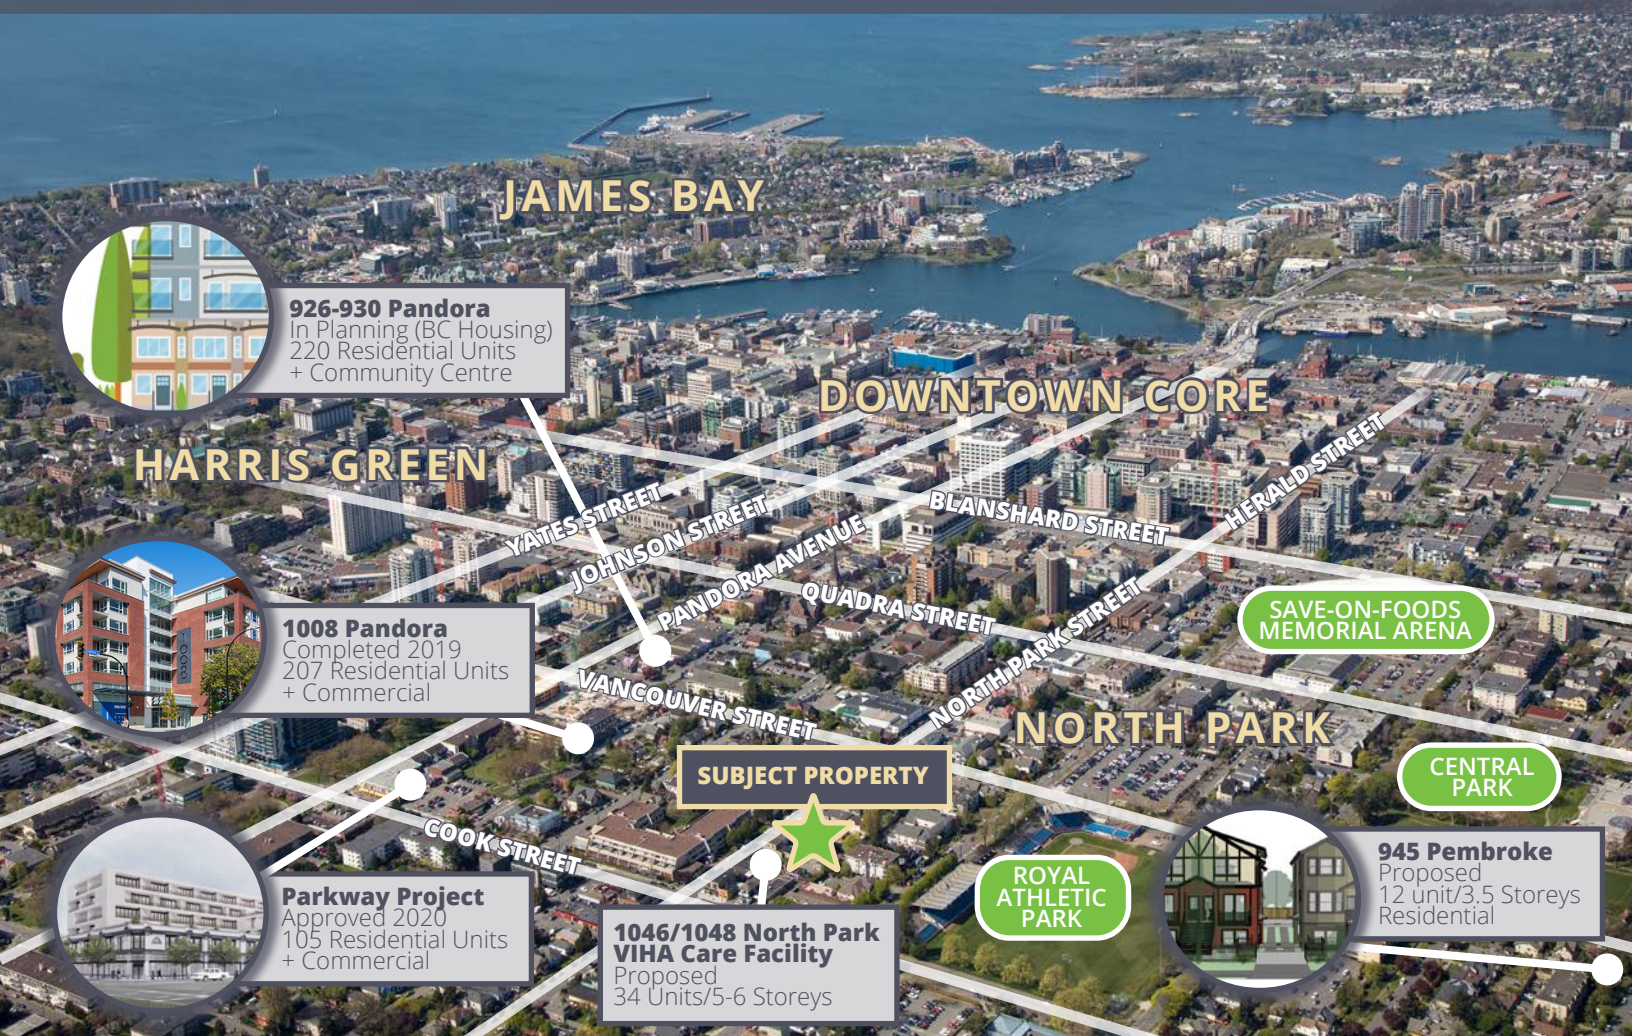 JAMES BAY
926-930 Pandora
In Planning (BC Housing)
220 Residential Units
+ Community Centre
DOWNTOWN CORE
HARRIS GREEN
YATES STREET
JOHNSON STREET
PANDORA AVENUE
BLANSHARD STREET
HERALD STREET
QUADRA STREET
NORTH PARK STREET
SAVE-ON-FOODS
MEMORIAL ARENA
1008 Pandora
Completed 2019
207 Residential Units
+ Commercial
VANCOUVER STREET
NORTH PARK
SUBJECT PROPERTY
CENTRAL
PARK
COOK STREET
Parkway Project
Approved 2020
105 Residential Units
+ Commercial
1046/1048 North Park
VIHA Care Facility
Proposed
34 Units/5-6 Storeys
ROYAL
ATHLETIC
PARK
945 Pembroke
Proposed
12 unit/3.5 Storeys
Residential